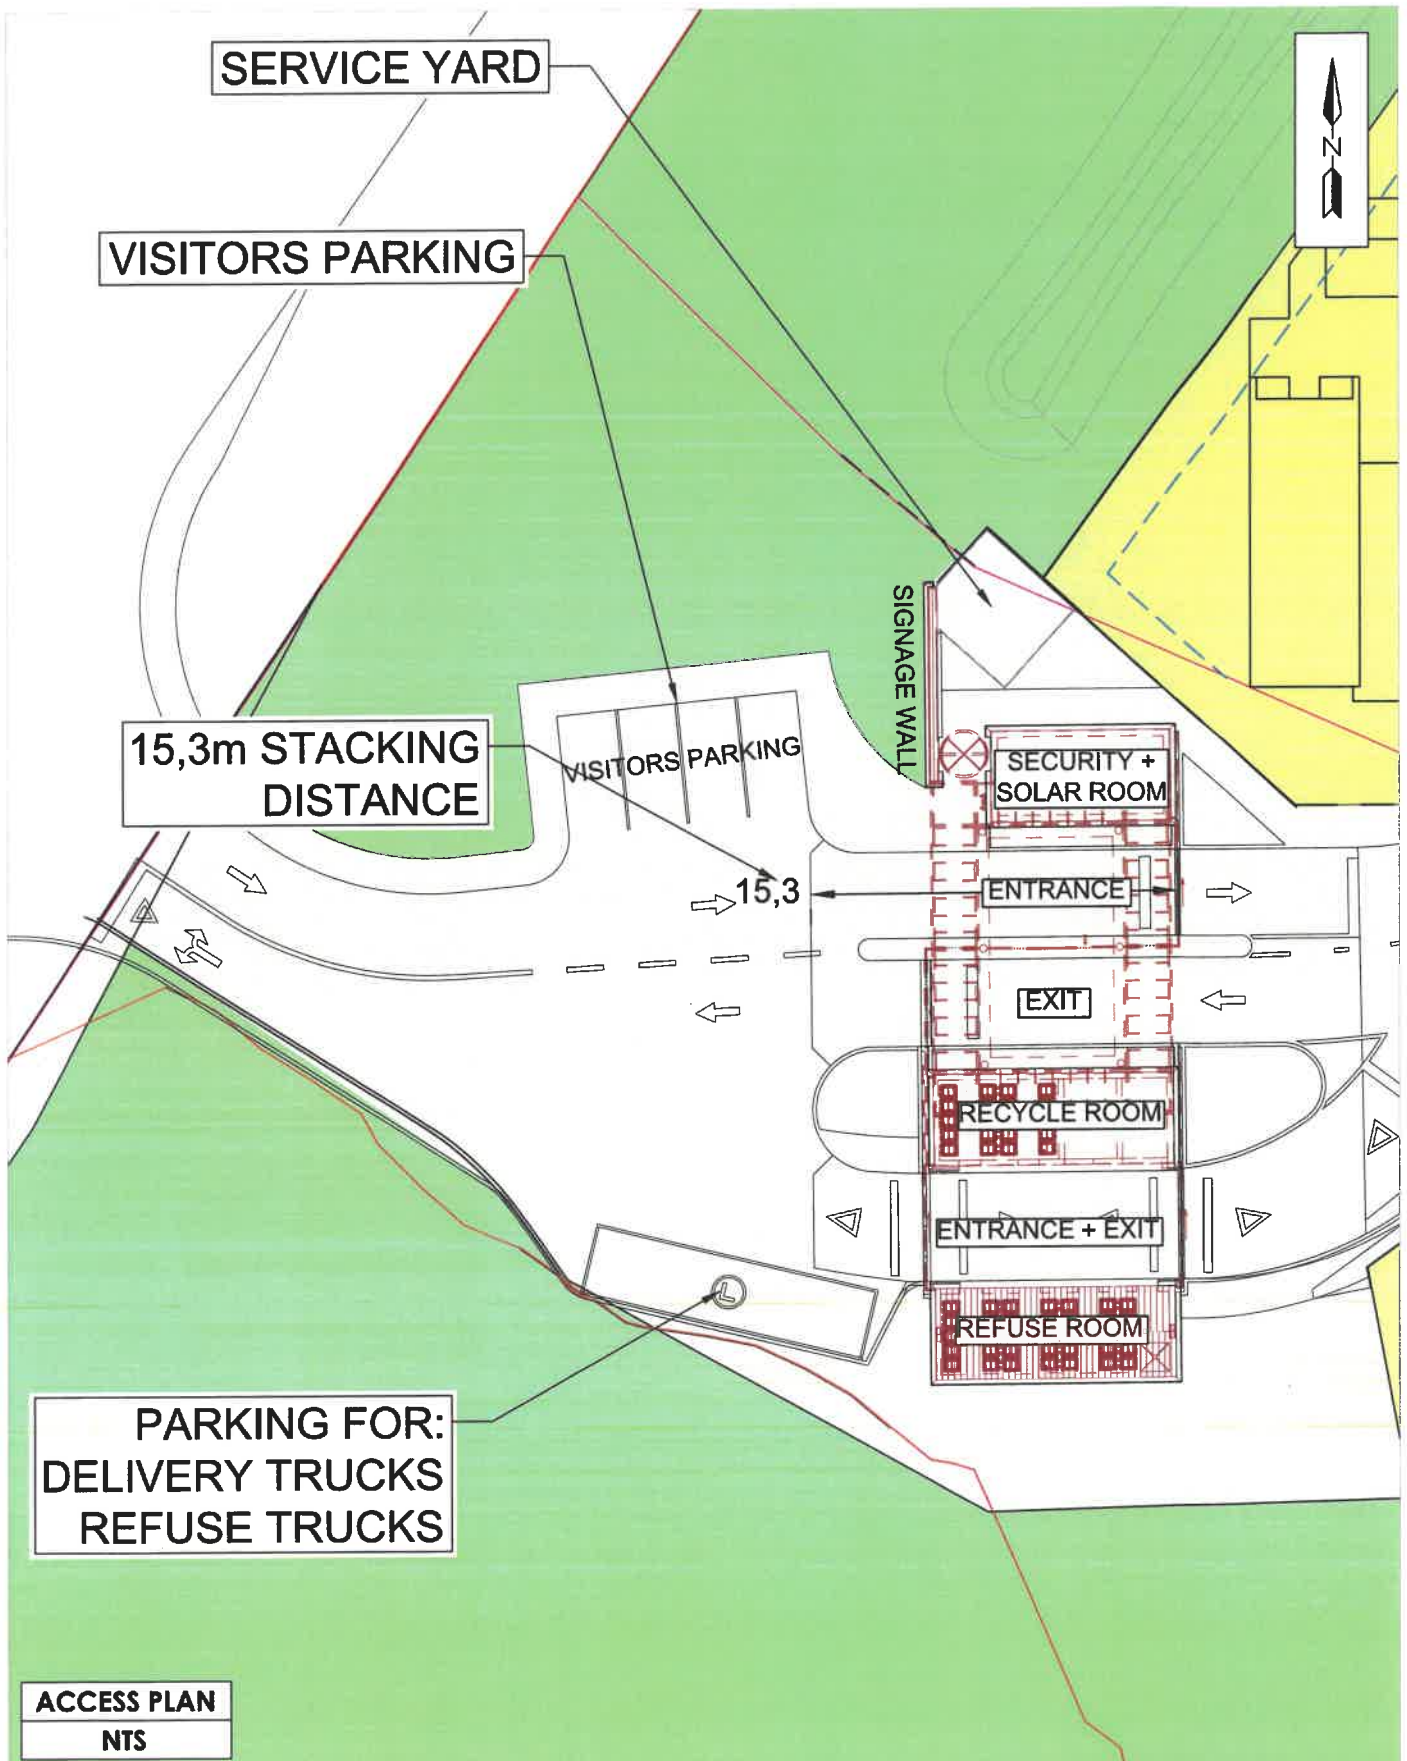 SERVICE YARD
N
VISITORS PARKING
SIGNAGE WALL
15,3m STACKING
DISTANCE
VISITORS PARKING
SECURITY +
SOLAR ROOM
15,3
ENTRANCE
EXIT
RECYCLE ROOM
ENTRANCE + EXIT
L
REFUSE ROOM
PARKING FOR:
DELIVERY TRUCKS
REFUSE TRUCKS
ACCESS PLAN
NTS